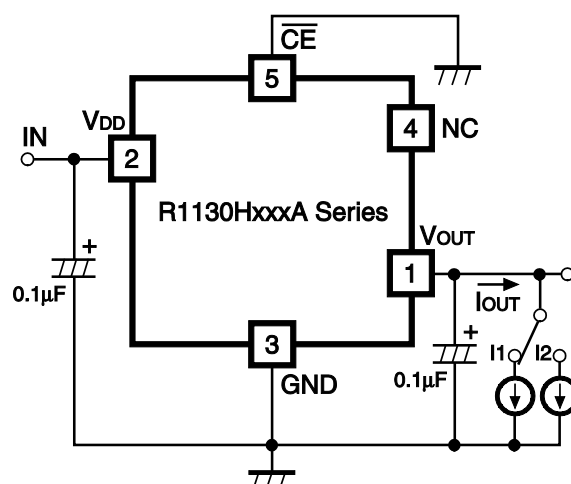 C̅E̅
5
VDD
IN
4
NC
2
R1130HxxxA Series
VOUT
1
+
IOUT
0.1μF
3
+
I1
I2
0.1μF
GND